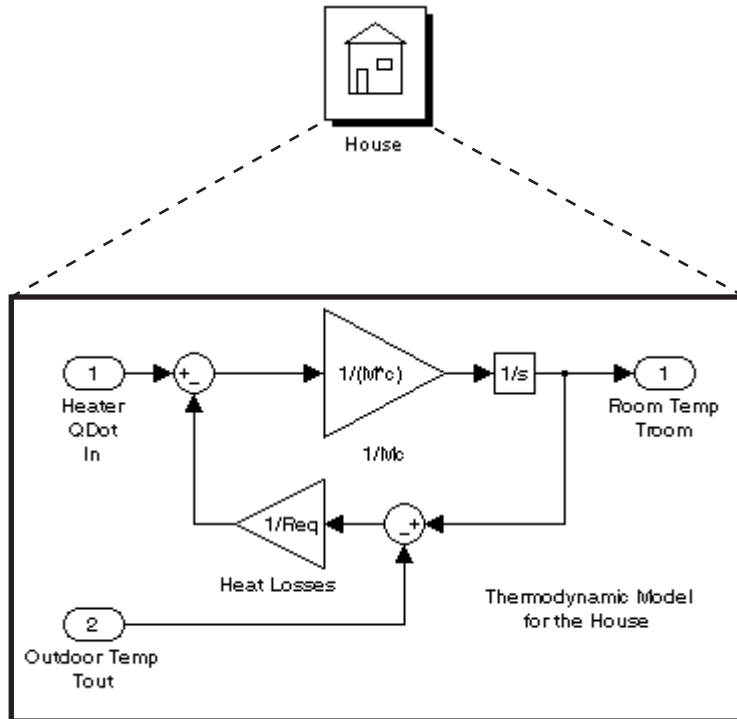 House
1
Heater
QDot
In
+
-
1/(M*c)
1/Mc
1/s
1
Room Temp
Troom
1/Req
Heat Losses
-
+
2
Outdoor Temp
Tout
Thermodynamic Model
for the House